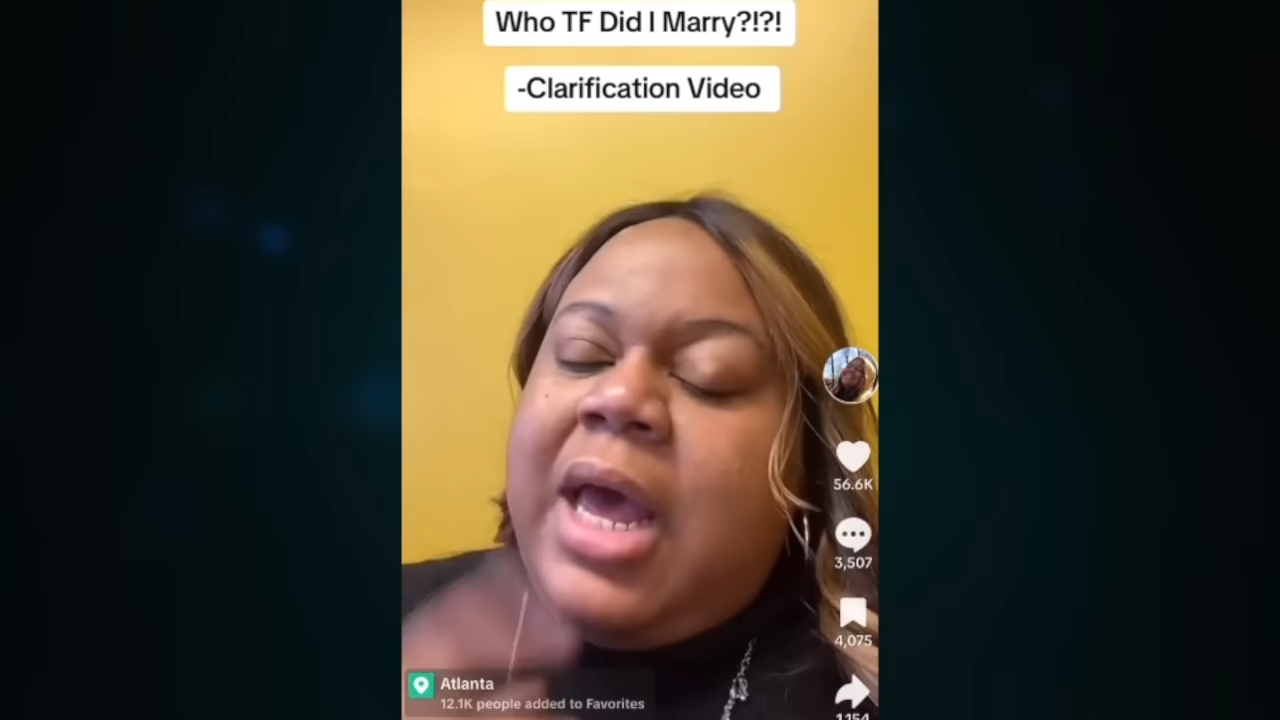 Who TF Did I Marry?!?!
-Clarification Video
56.6K
3,507
4,075
Atlanta
12.1K people added to Favorites
1154